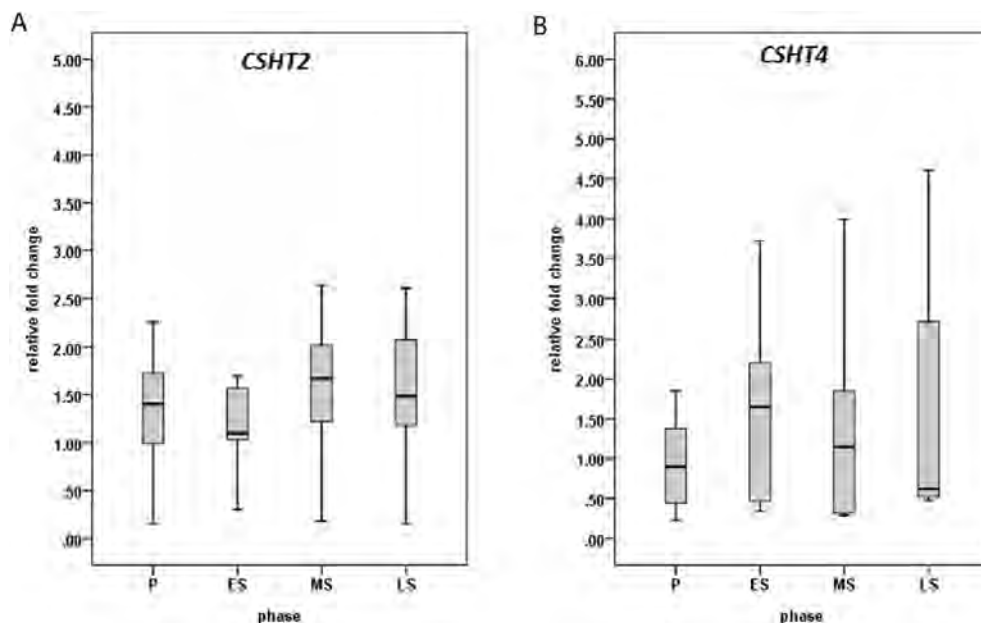 A
CSHT2
5.00
4.50
4.00
3.50
3.00
2.50
2.00
1.50
1.00
.50
.00
relative fold change
P ES MS LS
phase
B
CSHT4
6.00
5.50
5.00
4.50
4.00
3.50
3.00
2.50
2.00
1.50
1.00
.50
.00
relative fold change
P ES MS LS
phase